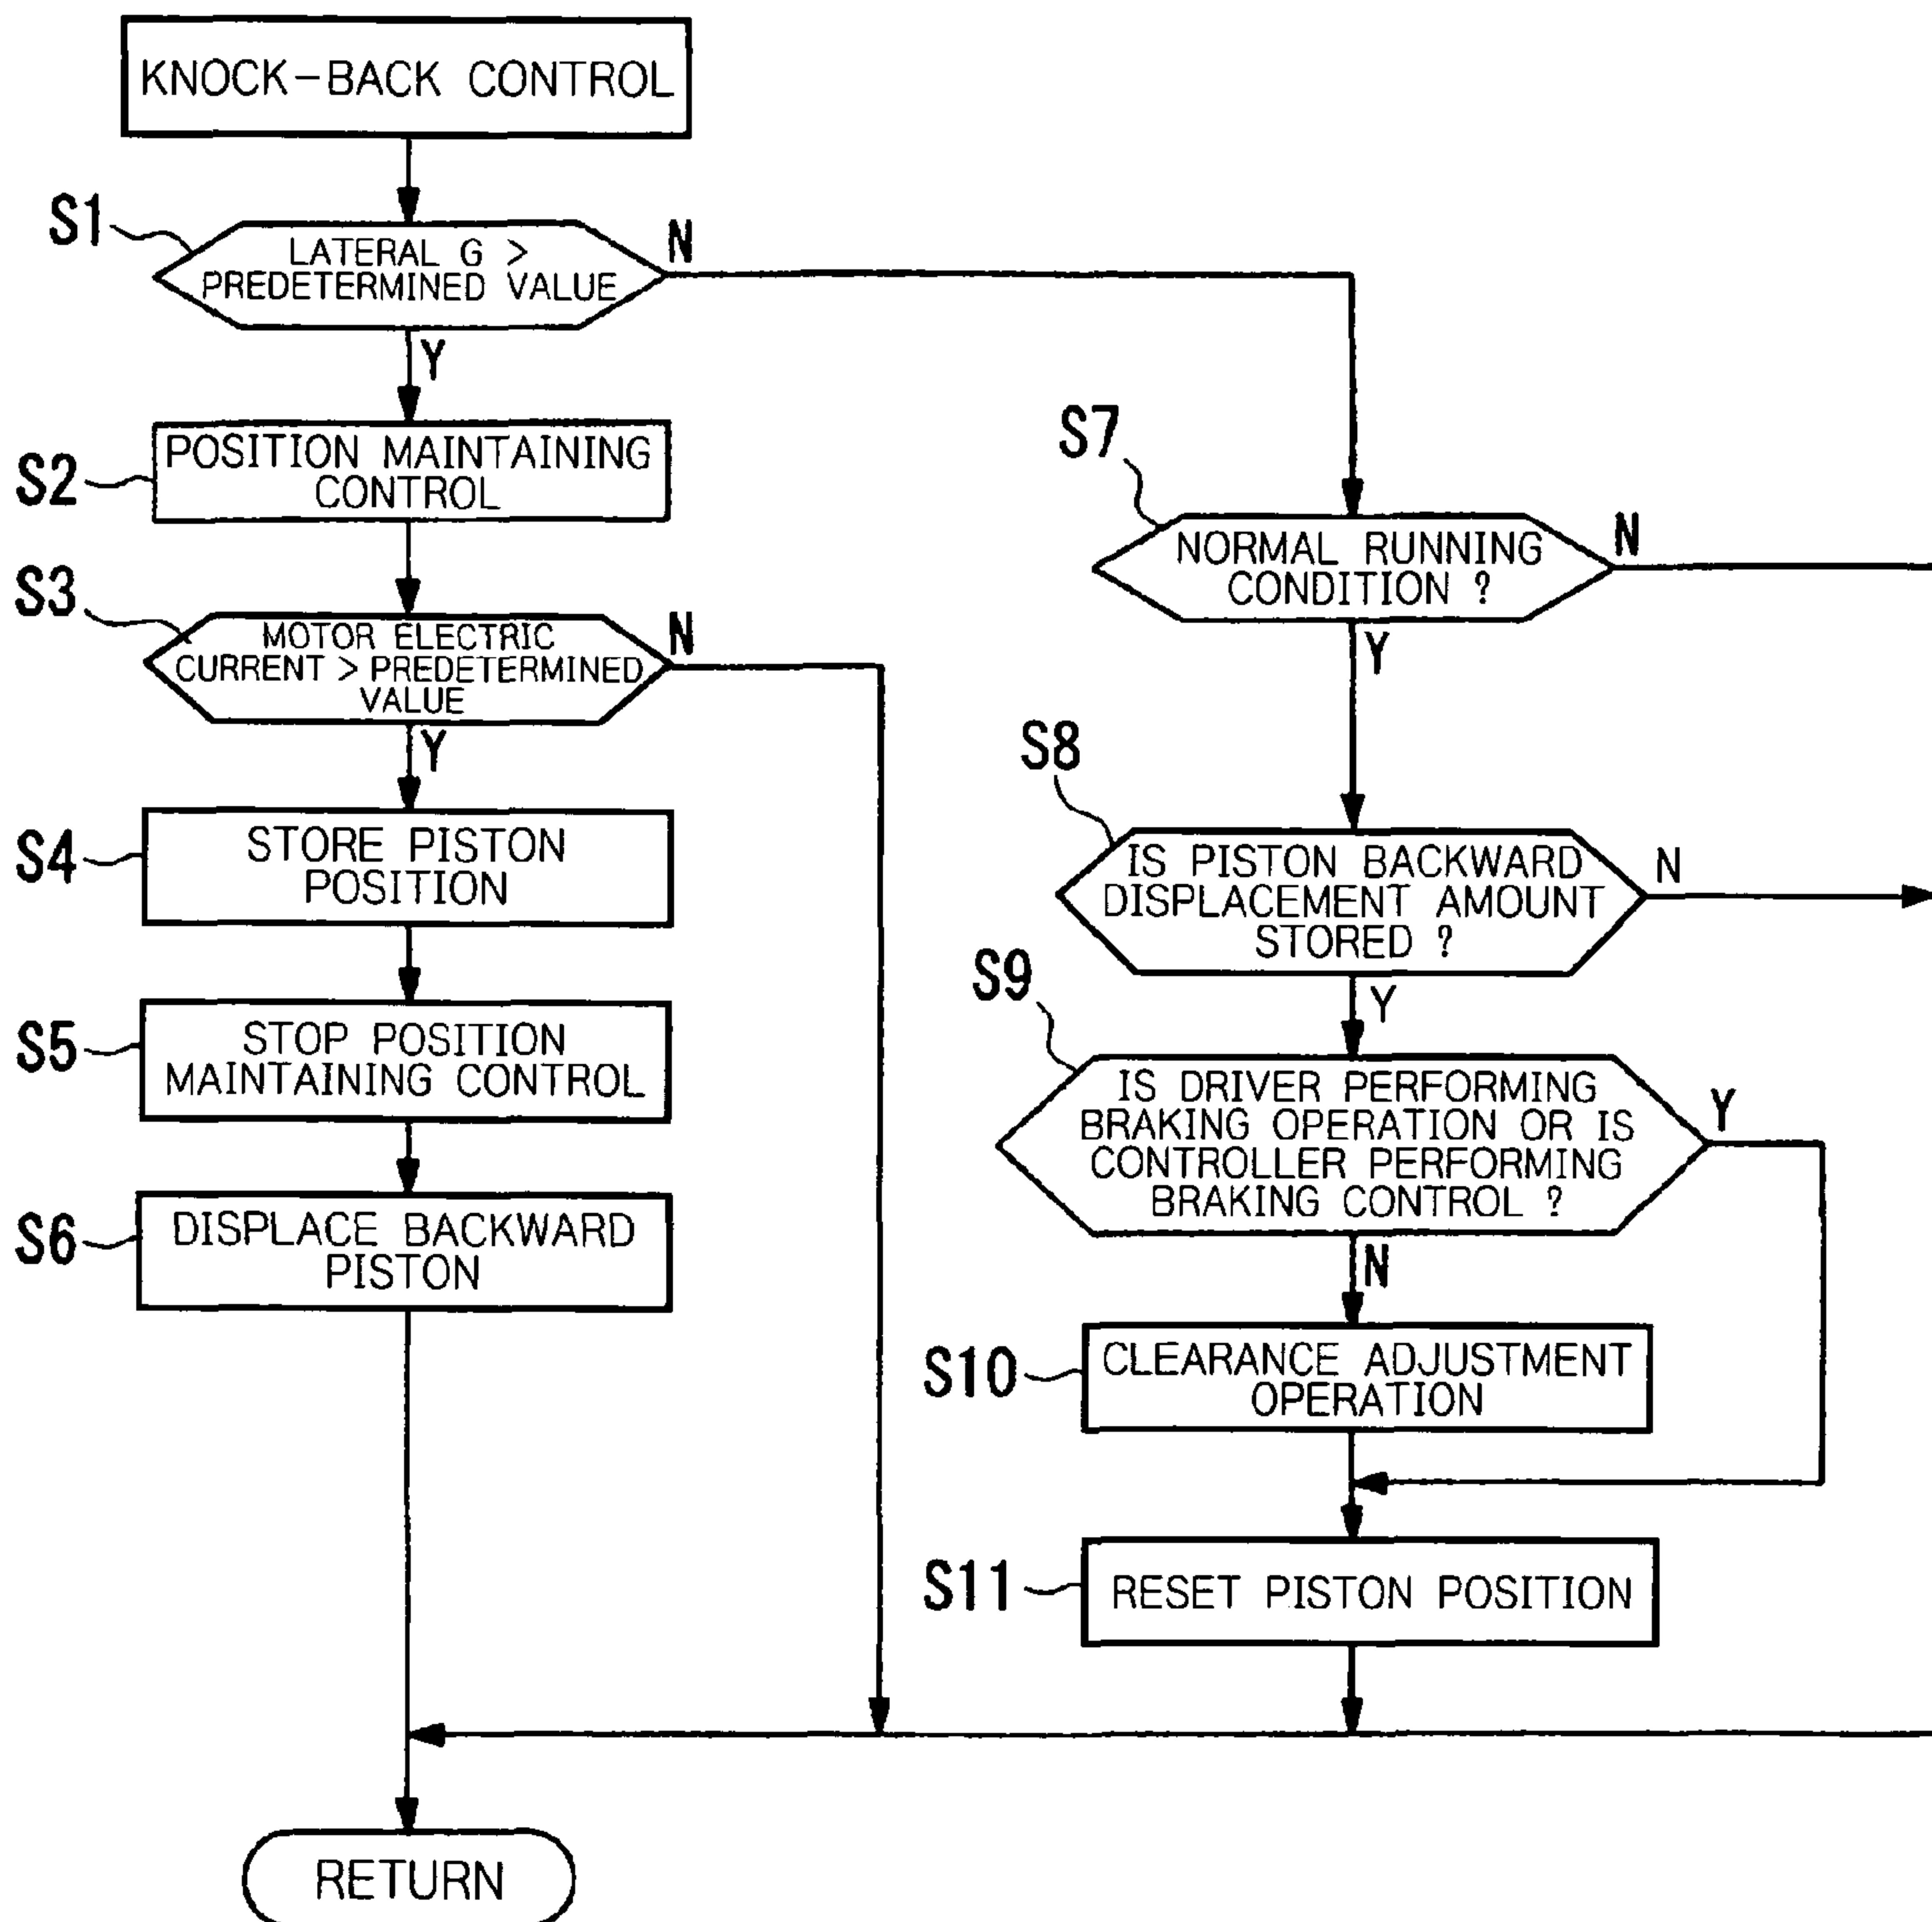 KNOCK-BACK CONTROL
S1
LATERAL G >
PREDETERMINED VALUE
N
Y
S2
POSITION MAINTAINING
CONTROL
S3
MOTOR ELECTRIC
CURRENT > PREDETERMINED
VALUE
N
Y
S4
STORE PISTON
POSITION
S5
STOP POSITION
MAINTAINING CONTROL
S6
DISPLACE BACKWARD
PISTON
S7
NORMAL RUNNING
CONDITION ?
N
Y
S8
IS PISTON BACKWARD
DISPLACEMENT AMOUNT
STORED ?
N
Y
S9
IS DRIVER PERFORMING
BRAKING OPERATION OR IS
CONTROLLER PERFORMING
BRAKING CONTROL ?
Y
N
S10
CLEARANCE ADJUSTMENT
OPERATION
S11
RESET PISTON POSITION
RETURN